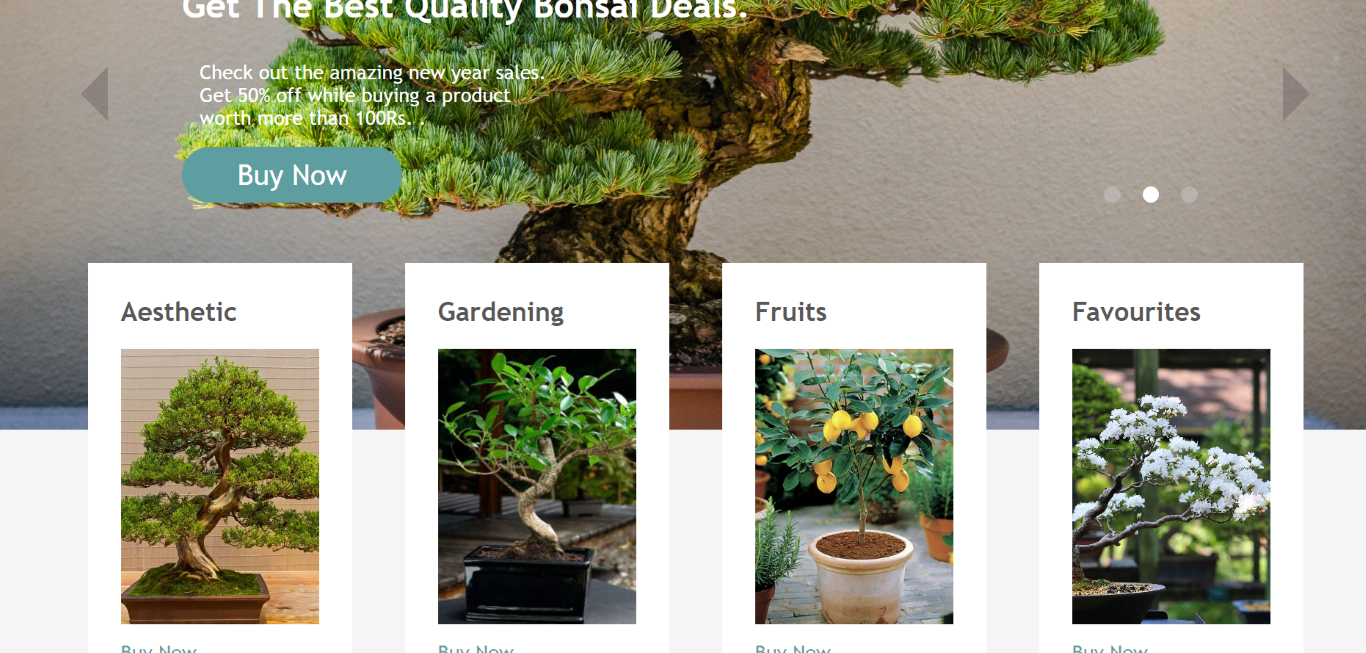 Get The Best Quality Bonsai Deals.
Check out the amazing new year sales.
Get 50% off while buying a product
worth more than 100Rs. .
Buy Now
Aesthetic
Gardening
Fruits
Favourites
Buy Now
Buy Now
Buy Now
Buy Now